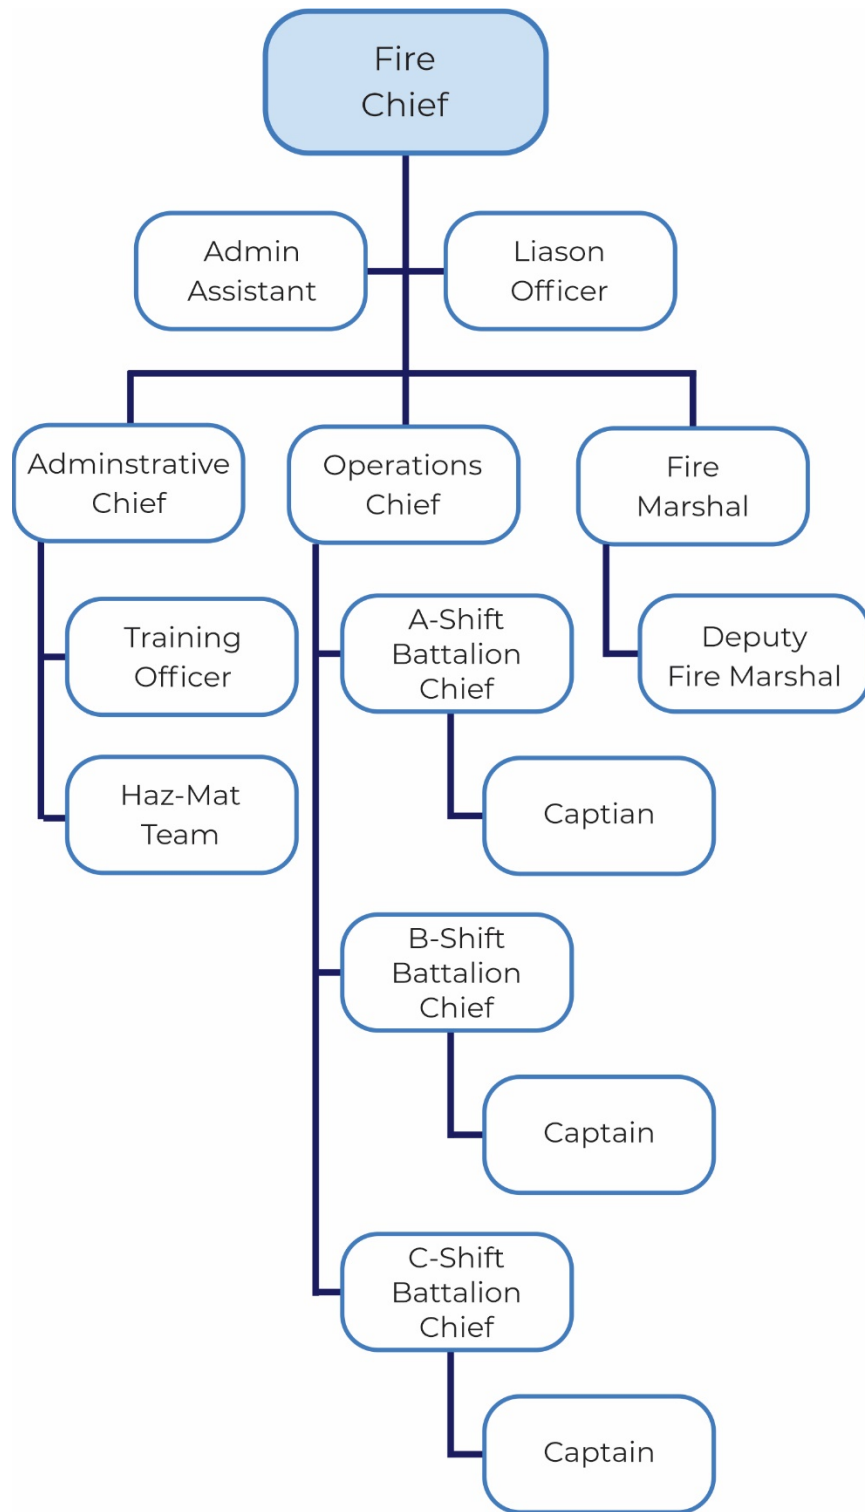 Fire
Chief
Admin
Assistant
Liason
Officer
Adminstrative
Chief
Operations
Chief
Fire
Marshal
Training
Officer
Haz-Mat
Team
A-Shift
Battalion
Chief
Deputy
Fire Marshal
Captian
B-Shift
Battalion
Chief
Captain
C-Shift
Battalion
Chief
Captain